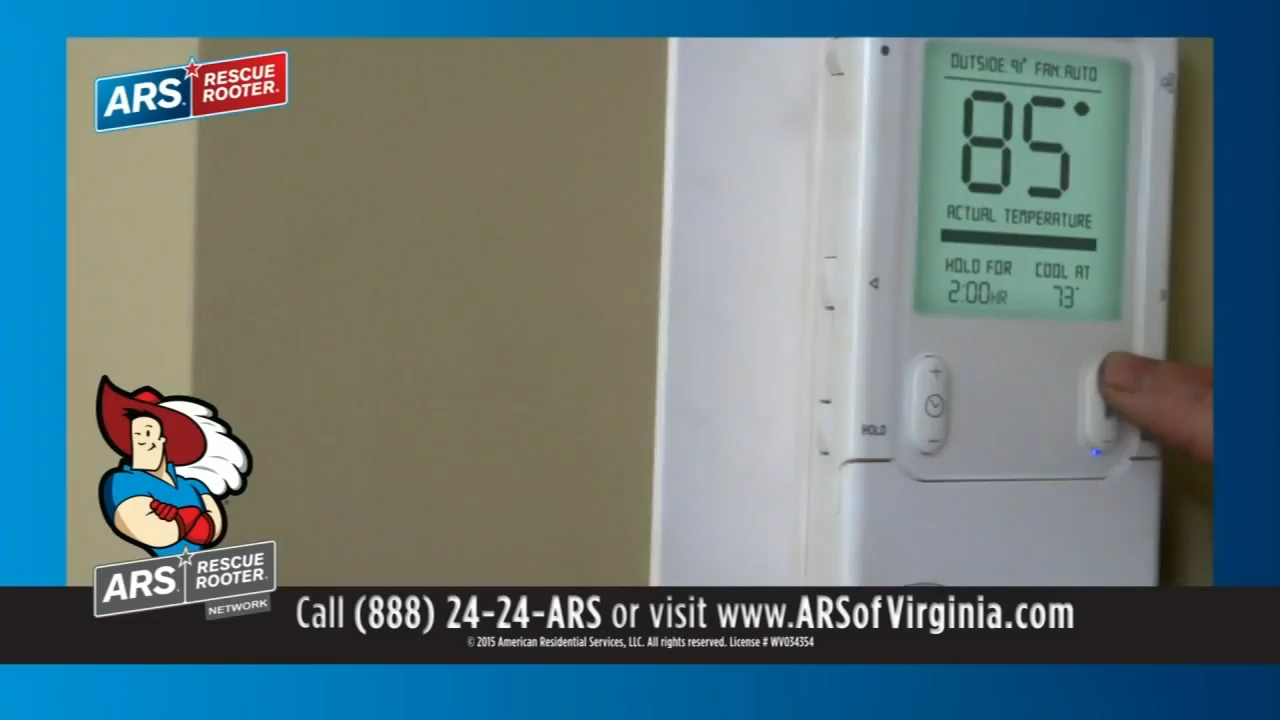 ARS
RESCUE
ROOTER.
OUTSIDE 91° FAN:AUTO
85°
ACTUAL TEMPERATURE
HOLD FOR COOL AT
2:00HR 73°
+
−
HOLD
ARS
RESCUE
ROOTER.
NETWORK
Call (888) 24-24-ARS or visit www.ARSofVirginia.com
© 2015 American Residential Services, LLC. All rights reserved. License # WV034354